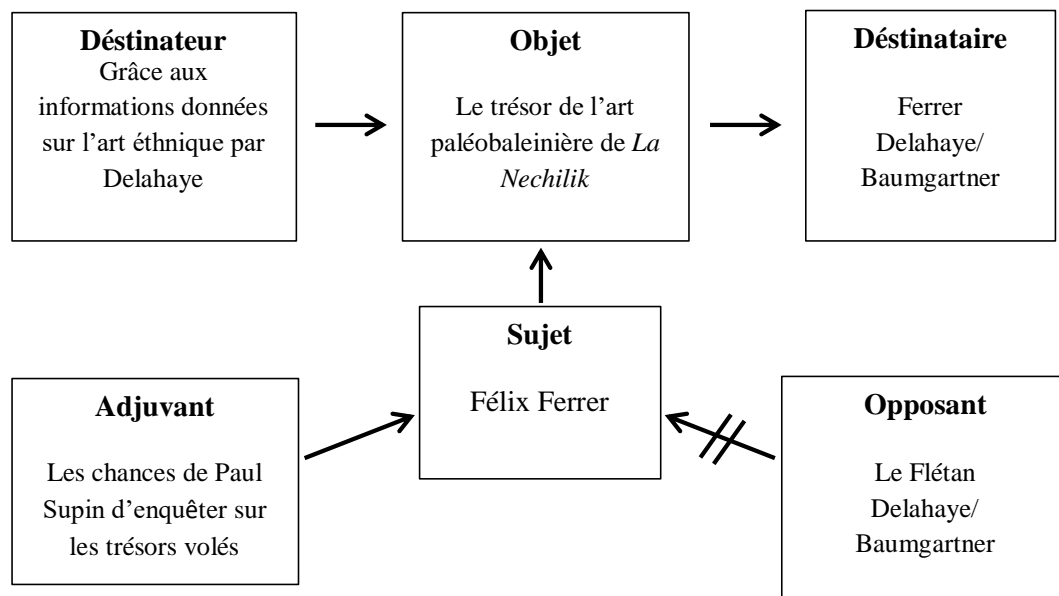 Déstinateur
Grâce aux
informations données
sur l’art éthnique par
Delahaye
Objet
Le trésor de l’art
paléobaleinière de La
Nechilik
Déstinataire
Ferrer
Delahaye/
Baumgartner
Sujet
Félix Ferrer
Adjuvant
Les chances de Paul
Supin d’enquêter sur
les trésors volés
Opposant
Le Flétan
Delahaye/
Baumgartner